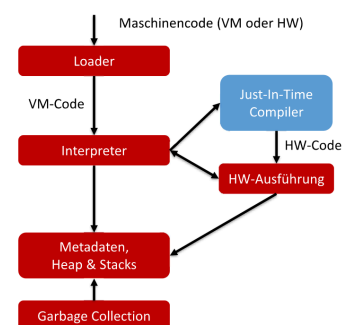 Maschinencode (VM oder HW)
Loader
VM-Code
Just-In-Time
Compiler
HW-Code
Interpreter
HW-Ausführung
Metadaten,
Heap & Stacks
Garbage Collection